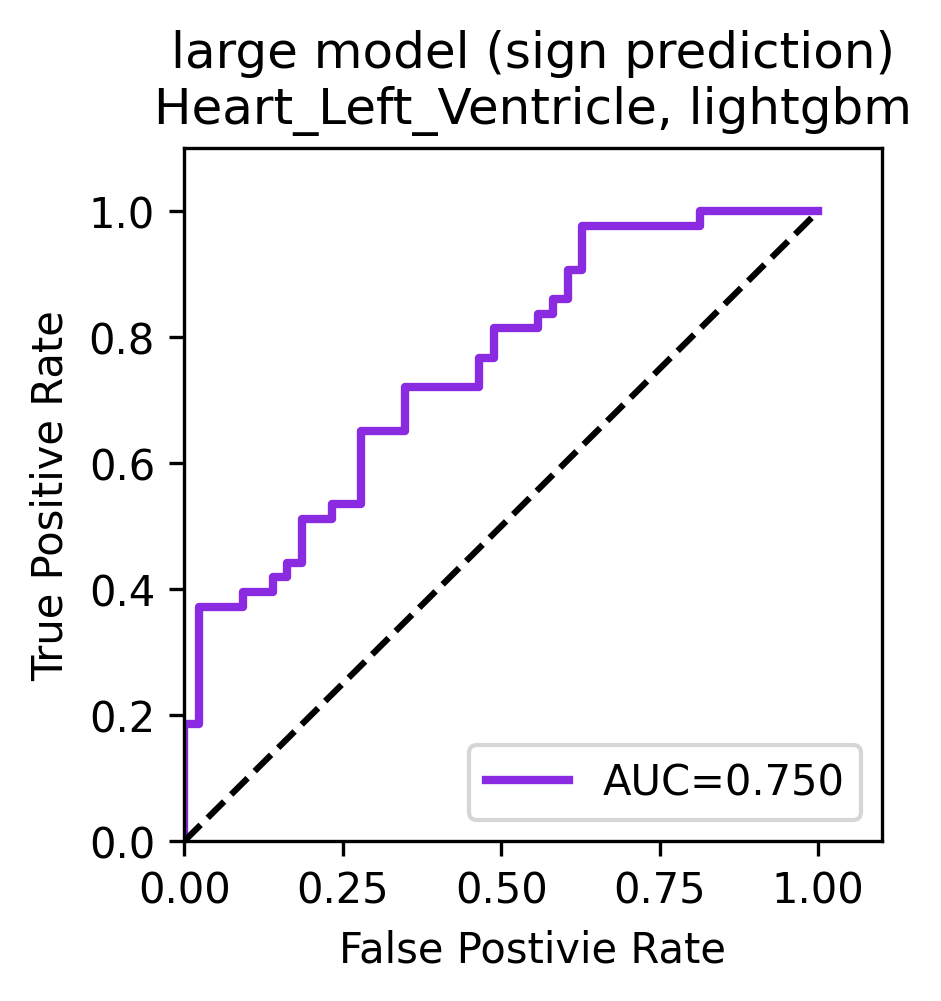 large model (sign prediction)
Heart_Left_Ventricle, lightgbm
1.0
0.8
0.6
0.4
0.2
0.0
True Positive Rate
AUC=0.750
0.00 0.25 0.50 0.75 1.00
False Postivie Rate